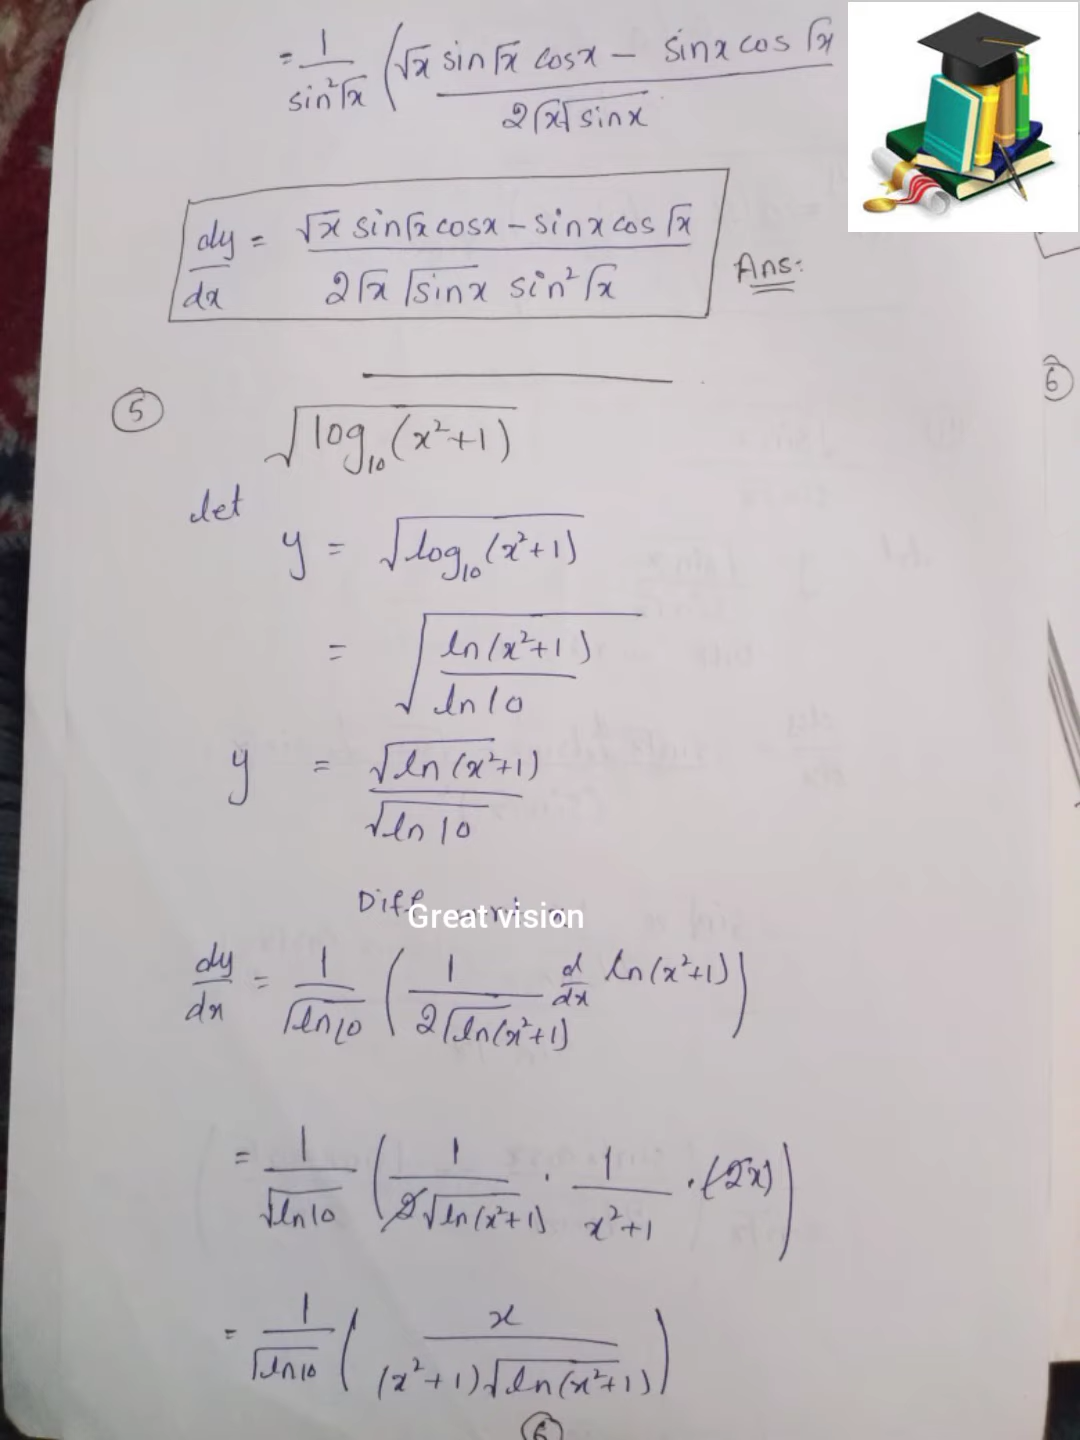 = 1/sin²√x (√x sin√x cosx − sinx cos√x / 2√x√sinx
dy/dx = √x sin√x cosx − sinx cos√x / 2√x √sinx sin²√x Ans:
⑤ √log₁₀(x²+1)
let
y = √log₁₀(x²+1)
= √(ln(x²+1) / ln10)
y = √ln(x²+1) / √ln10
Great vision
dy/dx = 1/√ln10 (1/2√ln(x²+1) d/dx ln(x²+1))
= 1/√ln10 (1/2√ln(x²+1) · 1/x²+1 · (2x))
= 1/√ln10 (x / (x²+1)√ln(x²+1))
⑥
⑥